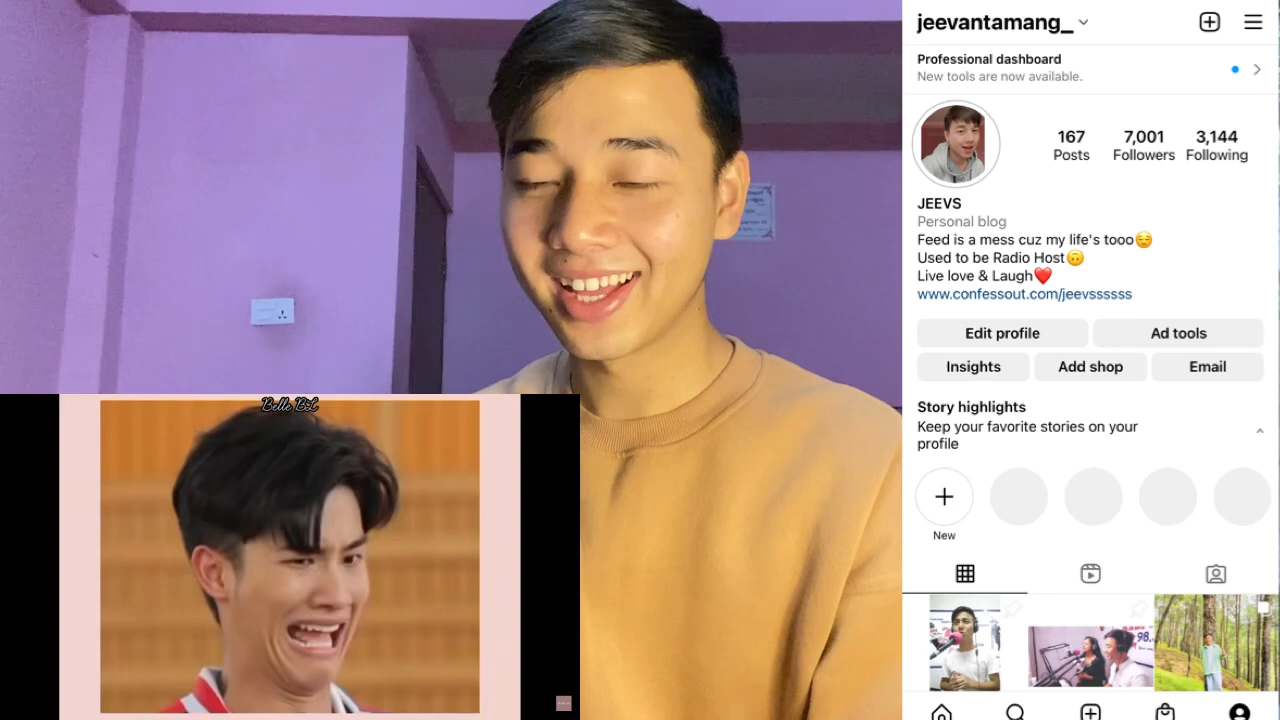 jeevantamang_
Professional dashboard
New tools are now available.
167
Posts
7,001
Followers
3,144
Following
JEEVS
Personal blog
Feed is a mess cuz my life's tooo😌
Used to be Radio Host🙃
Live love & Laugh❤️
www.confessout.com/jeevssssss
Edit profile
Ad tools
Insights
Add shop
Email
Story highlights
Keep your favorite stories on your
profile
New
98.
Belle BL